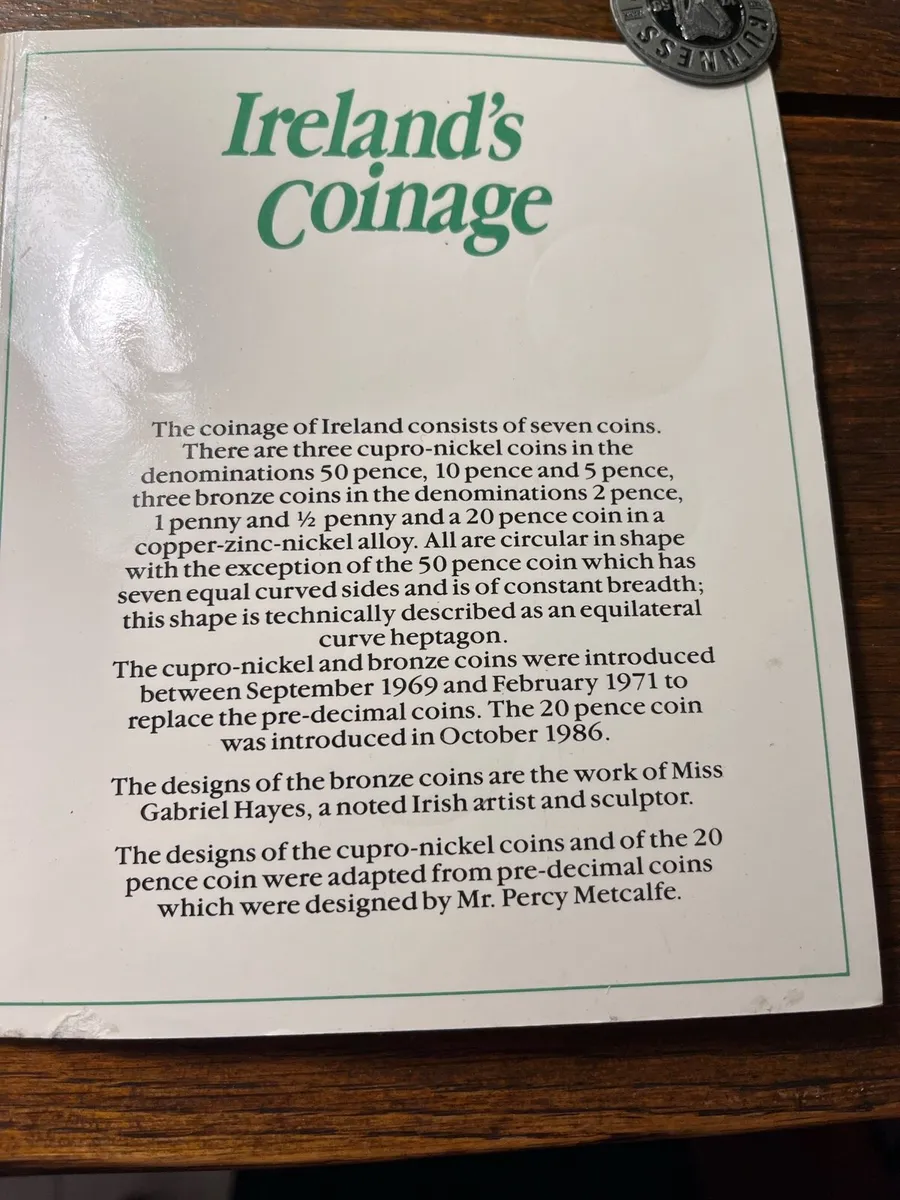 GUINNESS
Ireland's
Coinage
The coinage of Ireland consists of seven coins.
There are three cupro-nickel coins in the
denominations 50 pence, 10 pence and 5 pence,
three bronze coins in the denominations 2 pence,
1 penny and ½ penny and a 20 pence coin in a
copper-zinc-nickel alloy. All are circular in shape
with the exception of the 50 pence coin which has
seven equal curved sides and is of constant breadth;
this shape is technically described as an equilateral
curve heptagon.
The cupro-nickel and bronze coins were introduced
between September 1969 and February 1971 to
replace the pre-decimal coins. The 20 pence coin
was introduced in October 1986.
The designs of the bronze coins are the work of Miss
Gabriel Hayes, a noted Irish artist and sculptor.
The designs of the cupro-nickel coins and of the 20
pence coin were adapted from pre-decimal coins
which were designed by Mr. Percy Metcalfe.